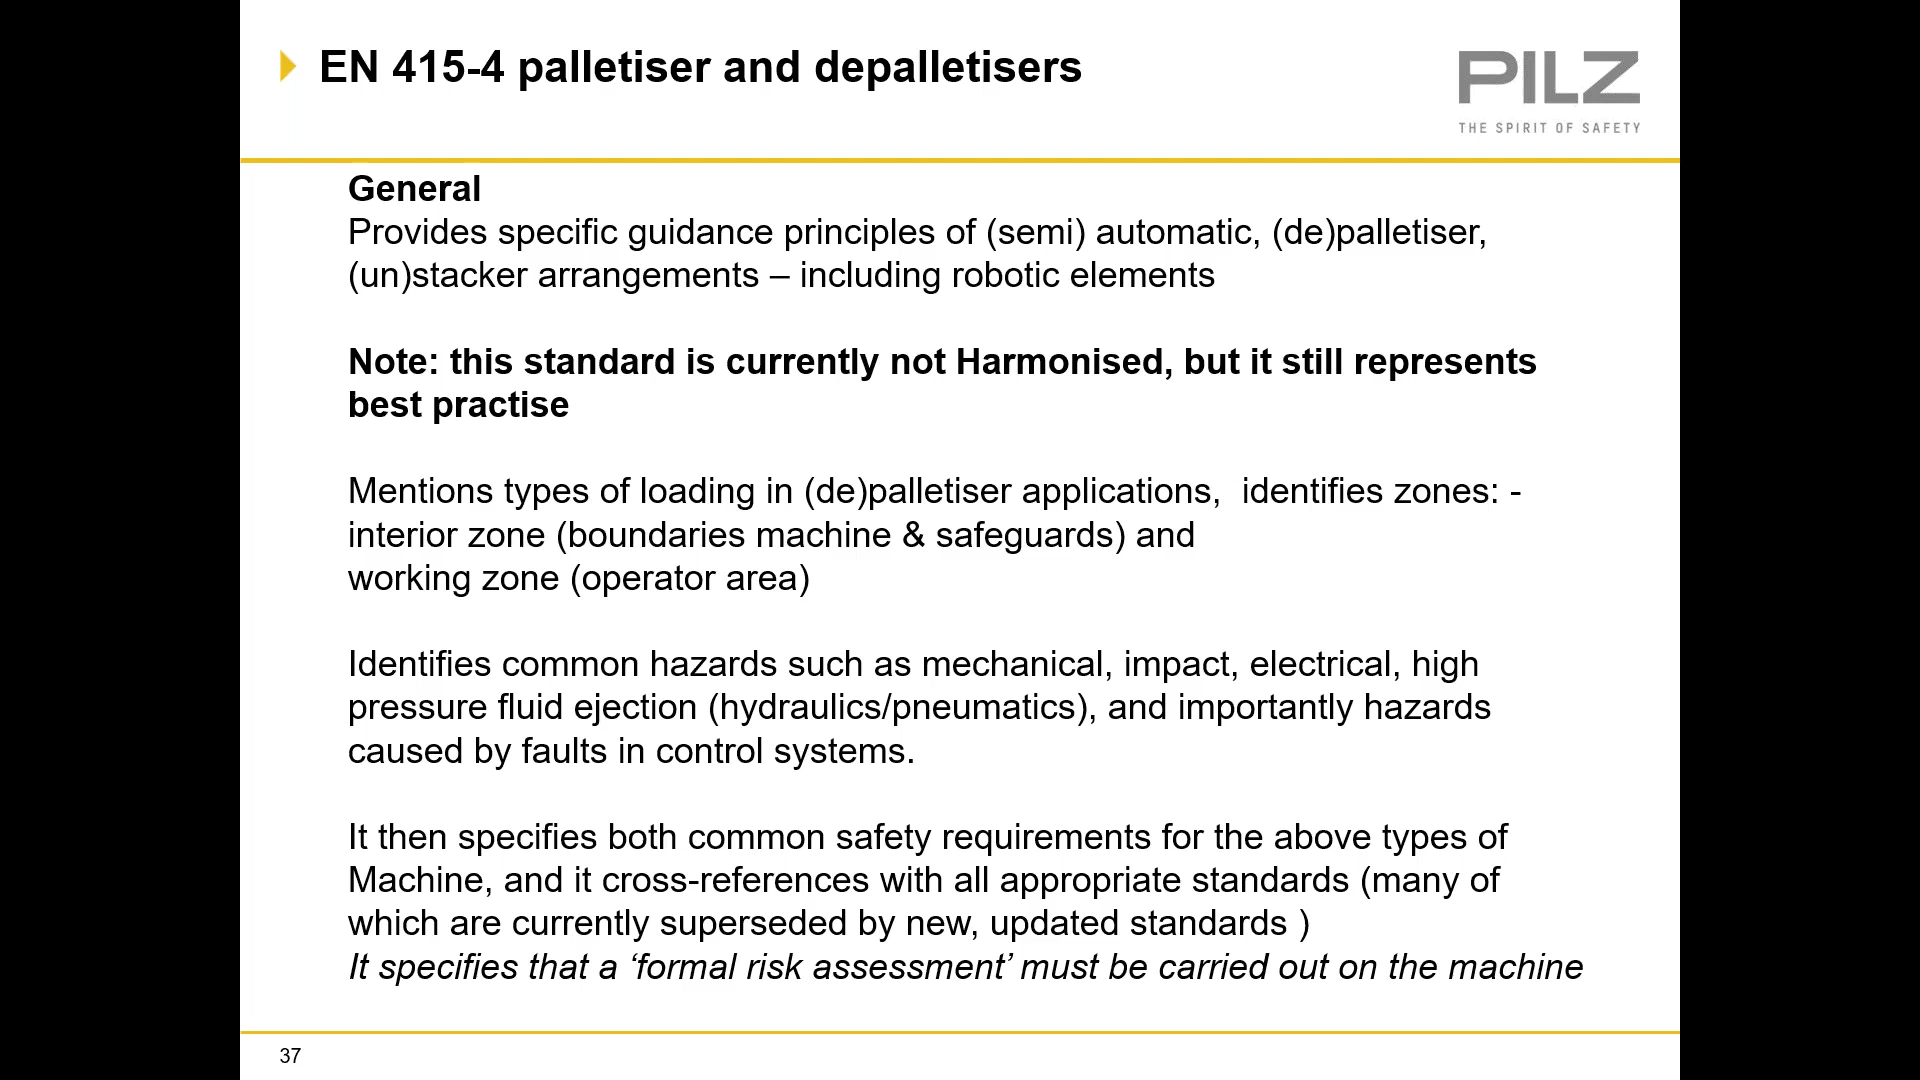 EN 415-4 palletiser and depalletisers
PILZ
THE SPIRIT OF SAFETY
General
Provides specific guidance principles of (semi) automatic, (de)palletiser,
(un)stacker arrangements – including robotic elements
Note: this standard is currently not Harmonised, but it still represents
best practise
Mentions types of loading in (de)palletiser applications,  identifies zones: -
interior zone (boundaries machine & safeguards) and
working zone (operator area)
Identifies common hazards such as mechanical, impact, electrical, high
pressure fluid ejection (hydraulics/pneumatics), and importantly hazards
caused by faults in control systems.
It then specifies both common safety requirements for the above types of
Machine, and it cross-references with all appropriate standards (many of
which are currently superseded by new, updated standards )
It specifies that a ‘formal risk assessment’ must be carried out on the machine
37